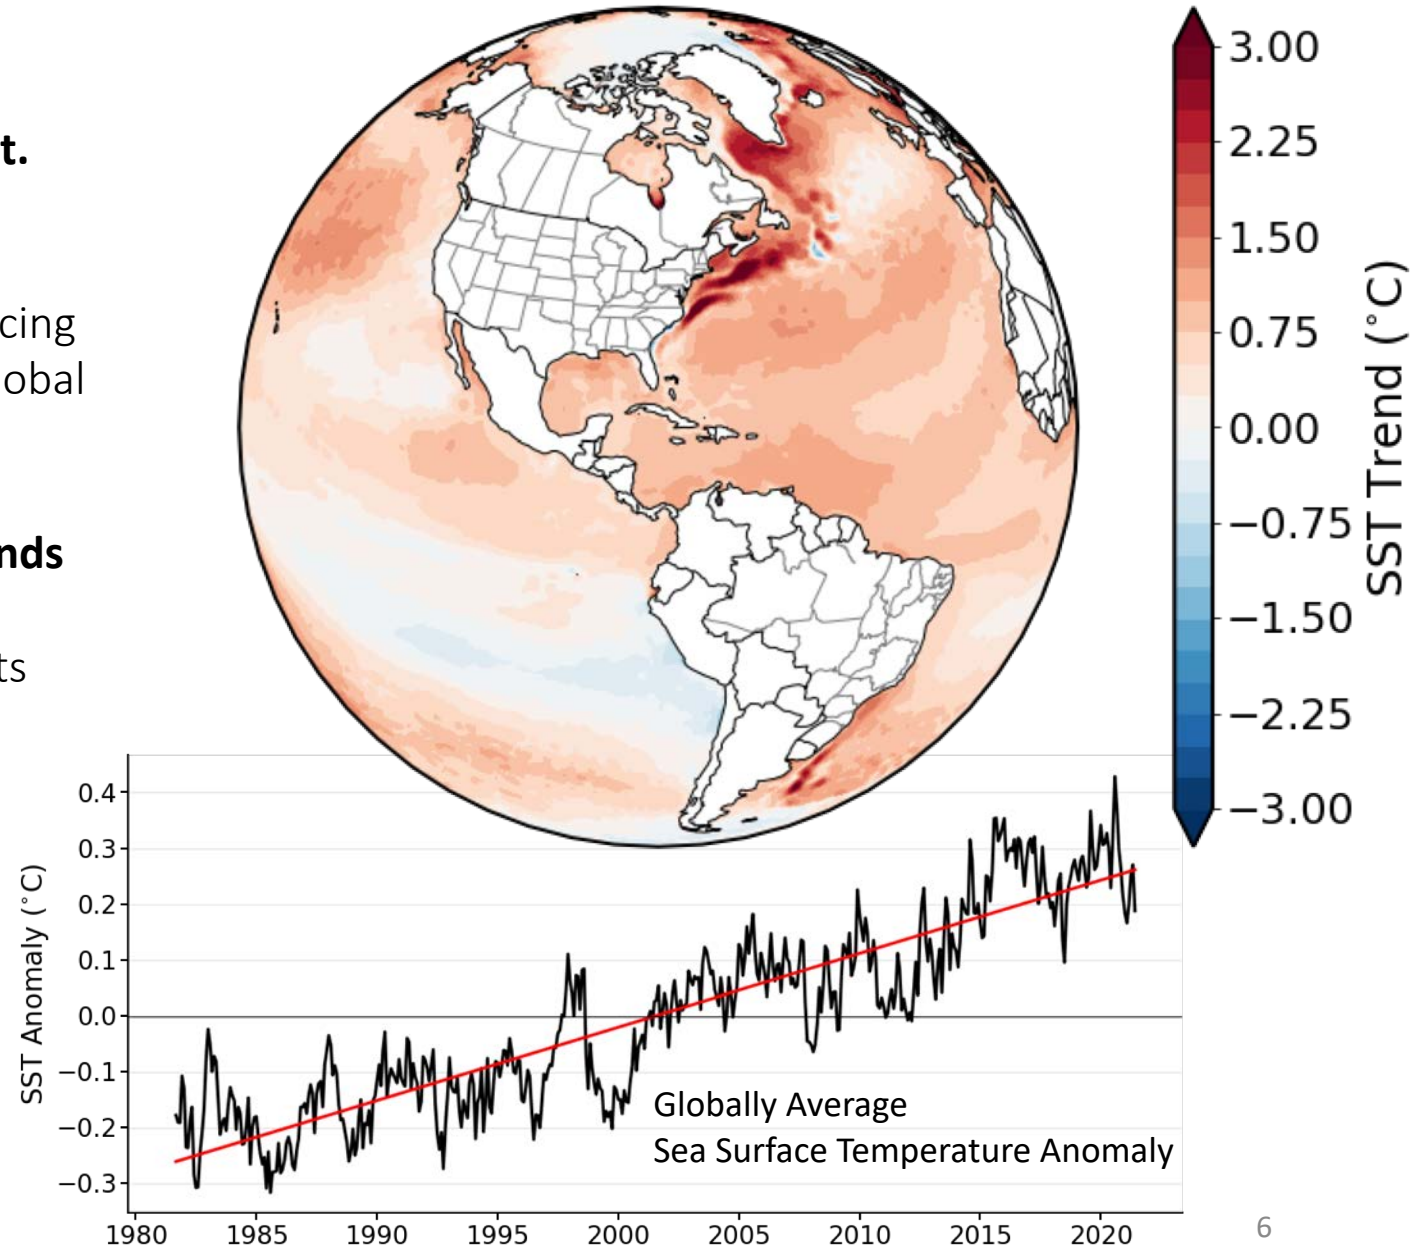 t.
cing
obal
nds
ts
3.00
2.25
1.50
0.75
0.00
−0.75
−1.50
−2.25
−3.00
SST Trend (°C)
0.4
0.3
0.2
0.1
0.0
−0.1
−0.2
−0.3
SST Anomaly (°C)
Globally Average
Sea Surface Temperature Anomaly
1980 1985 1990 1995 2000 2005 2010 2015 2020
6